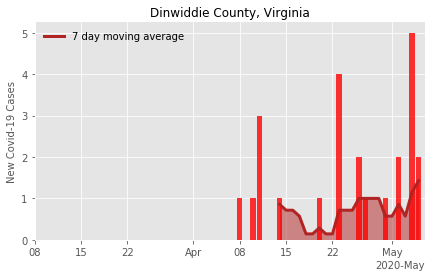 Dinwiddie County, Virginia
7 day moving average
New Covid-19 Cases
5
4
3
2
1
0
08
15
22
Apr
08
15
22
May
2020-May